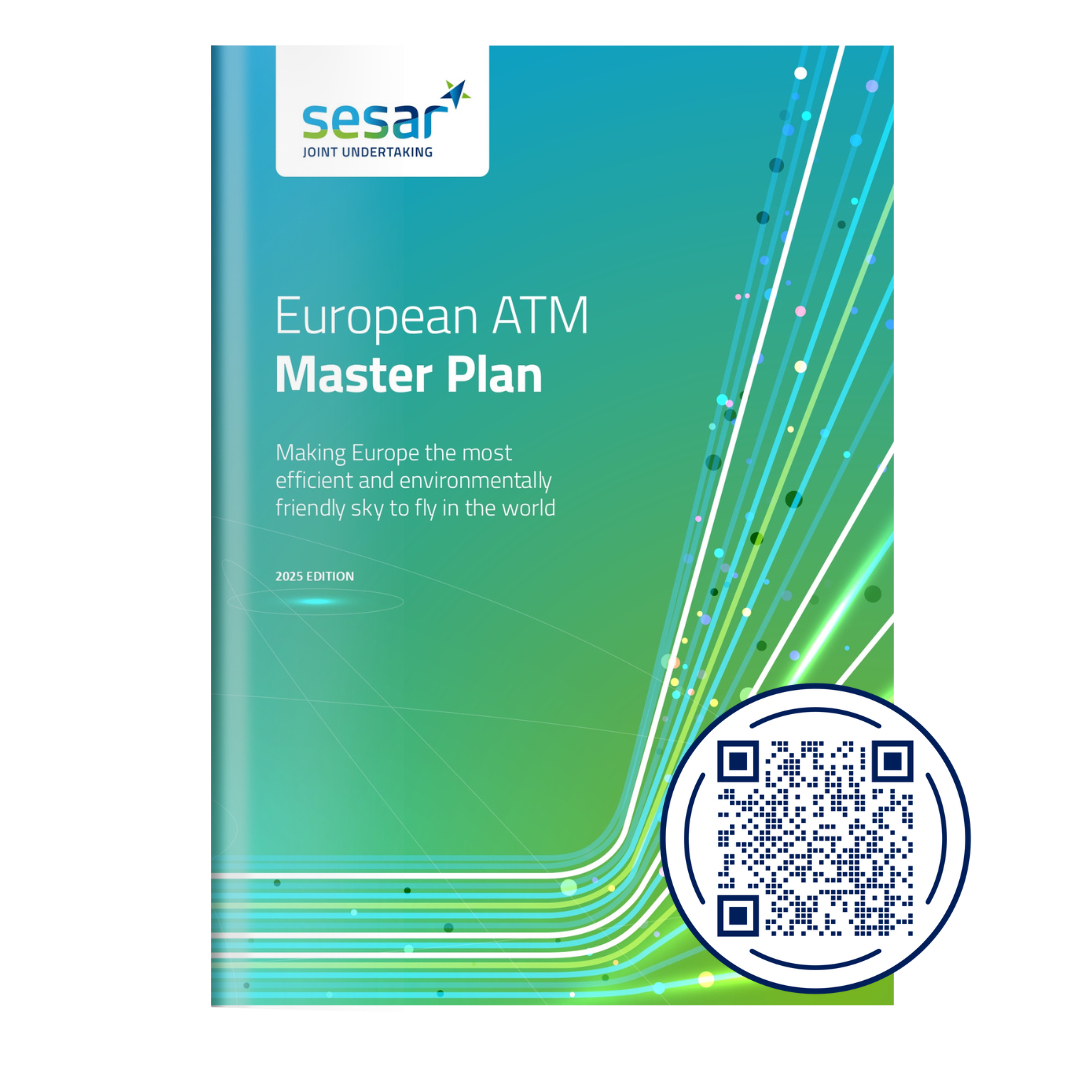 sesar
JOINT UNDERTAKING
European ATM
Master Plan
Making Europe the most
efficient and environmentally
friendly sky to fly in the world
2025 EDITION